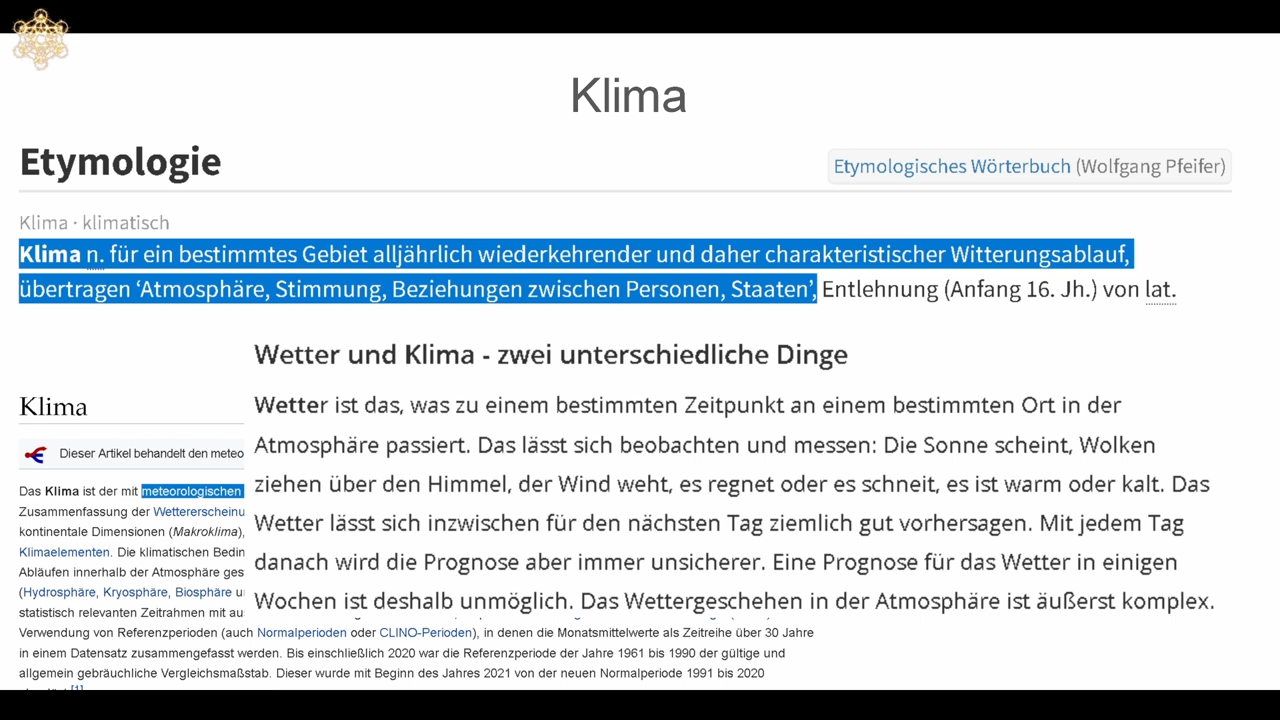 Klima
Etymologie
Etymologisches Wörterbuch (Wolfgang Pfeifer)
Klima · klimatisch
Klima n. für ein bestimmtes Gebiet alljährlich wiederkehrender und daher charakteristischer Witterungsablauf,
übertragen ‘Atmosphäre, Stimmung, Beziehungen zwischen Personen, Staaten’, Entlehnung (Anfang 16. Jh.) von lat.
Wetter und Klima - zwei unterschiedliche Dinge
Wetter ist das, was zu einem bestimmten Zeitpunkt an einem bestimmten Ort in der
Atmosphäre passiert. Das lässt sich beobachten und messen: Die Sonne scheint, Wolken
ziehen über den Himmel, der Wind weht, es regnet oder es schneit, es ist warm oder kalt. Das
Wetter lässt sich inzwischen für den nächsten Tag ziemlich gut vorhersagen. Mit jedem Tag
danach wird die Prognose aber immer unsicherer. Eine Prognose für das Wetter in einigen
Wochen ist deshalb unmöglich. Das Wettergeschehen in der Atmosphäre ist äußerst komplex.
Klima
Dieser Artikel behandelt den meteo
Das Klima ist der mit meteorologischen
Zusammenfassung der Wettererscheinu
kontinentale Dimensionen (Makroklima),
Klimaelementen. Die klimatischen Bedin
Abläufen innerhalb der Atmosphäre ges
(Hydrosphäre, Kryosphäre, Biosphäre u
statistisch relevanten Zeitrahmen mit au
Verwendung von Referenzperioden (auch Normalperioden oder CLINO-Perioden), in denen die Monatsmittelwerte als Zeitreihe über 30 Jahre
in einem Datensatz zusammengefasst werden. Bis einschließlich 2020 war die Referenzperiode der Jahre 1961 bis 1990 der gültige und
allgemein gebräuchliche Vergleichsmaßstab. Dieser wurde mit Beginn des Jahres 2021 von der neuen Normalperiode 1991 bis 2020
[1]